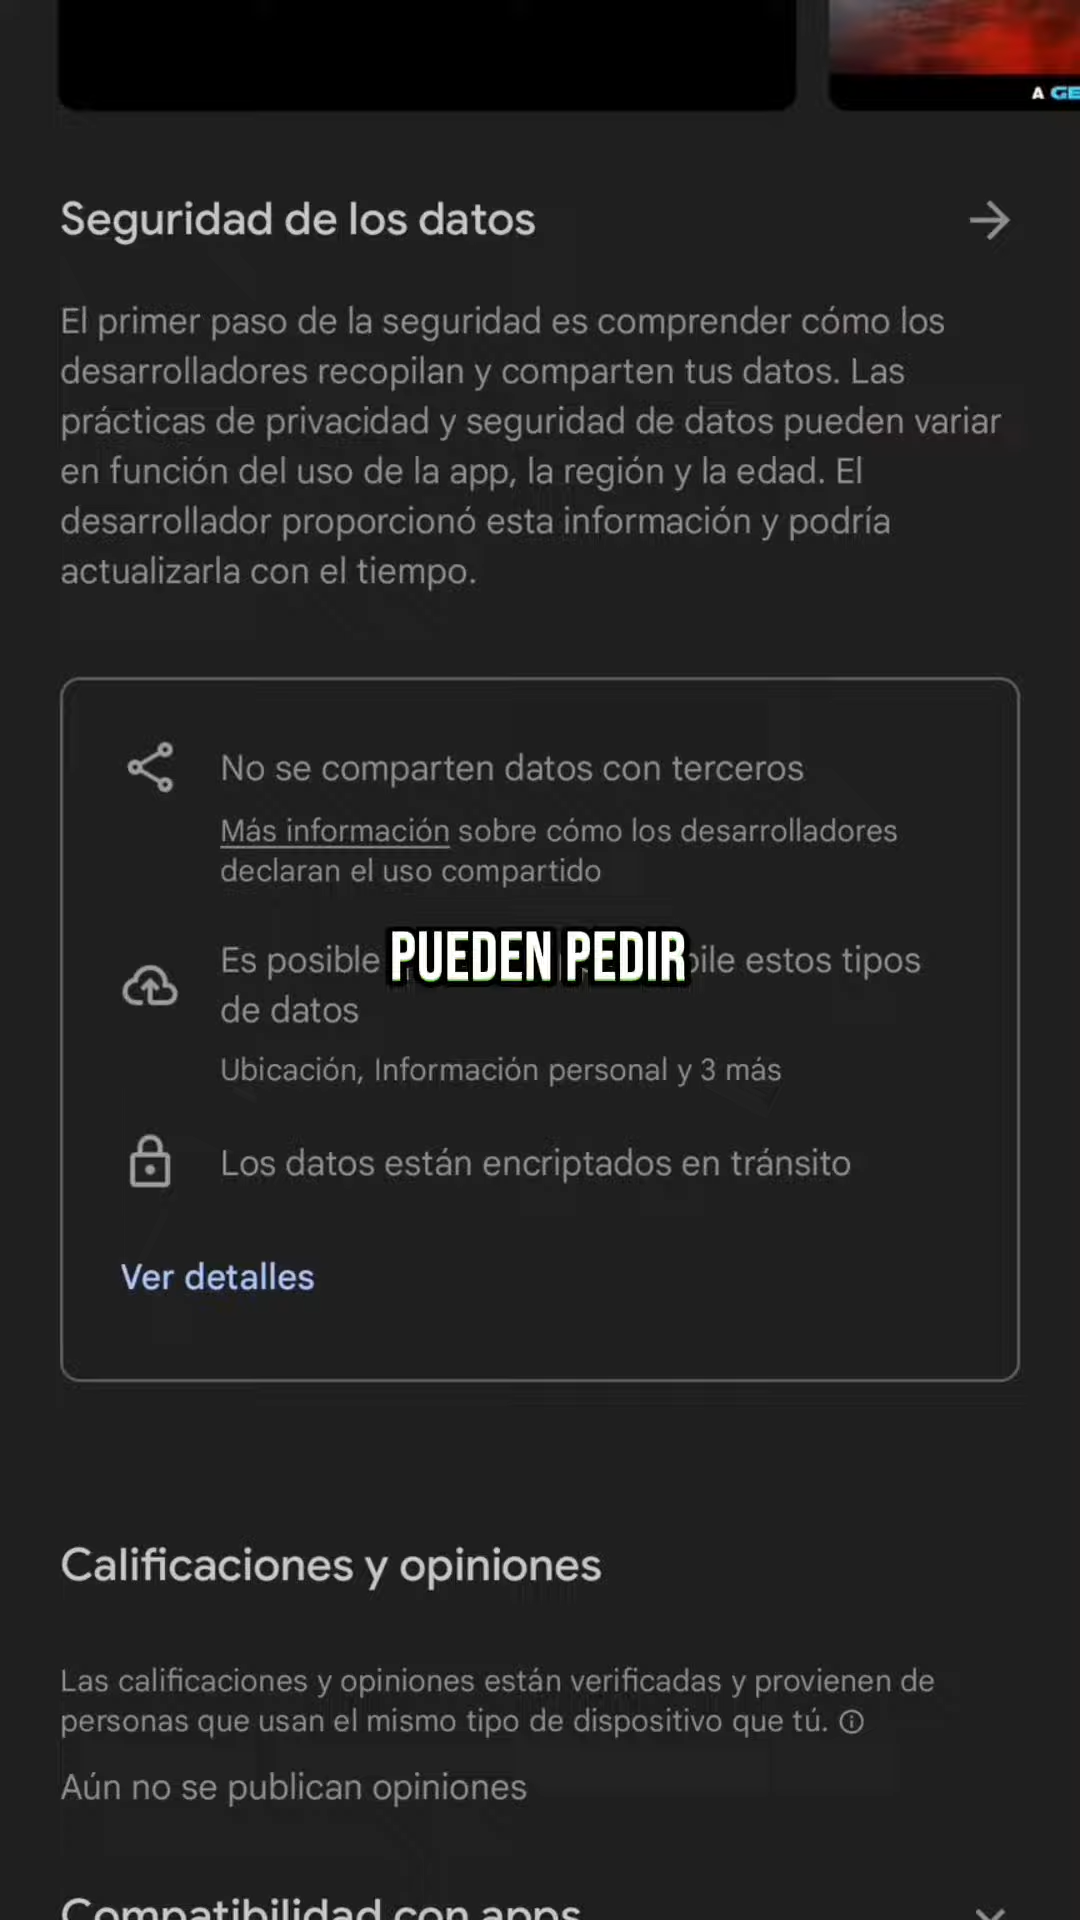 A GE
Seguridad de los datos
El primer paso de la seguridad es comprender cómo los
desarrolladores recopilan y comparten tus datos. Las
prácticas de privacidad y seguridad de datos pueden variar
en función del uso de la app, la región y la edad. El
desarrollador proporcionó esta información y podría
actualizarla con el tiempo.
No se comparten datos con terceros
Más información sobre cómo los desarrolladores
declaran el uso compartido
Es posible PUEDEN PEDIR pile estos tipos
de datos
Ubicación, Información personal y 3 más
Los datos están encriptados en tránsito
Ver detalles
Calificaciones y opiniones
Las calificaciones y opiniones están verificadas y provienen de
personas que usan el mismo tipo de dispositivo que tú.
Aún no se publican opiniones
Compatibilidad con apps